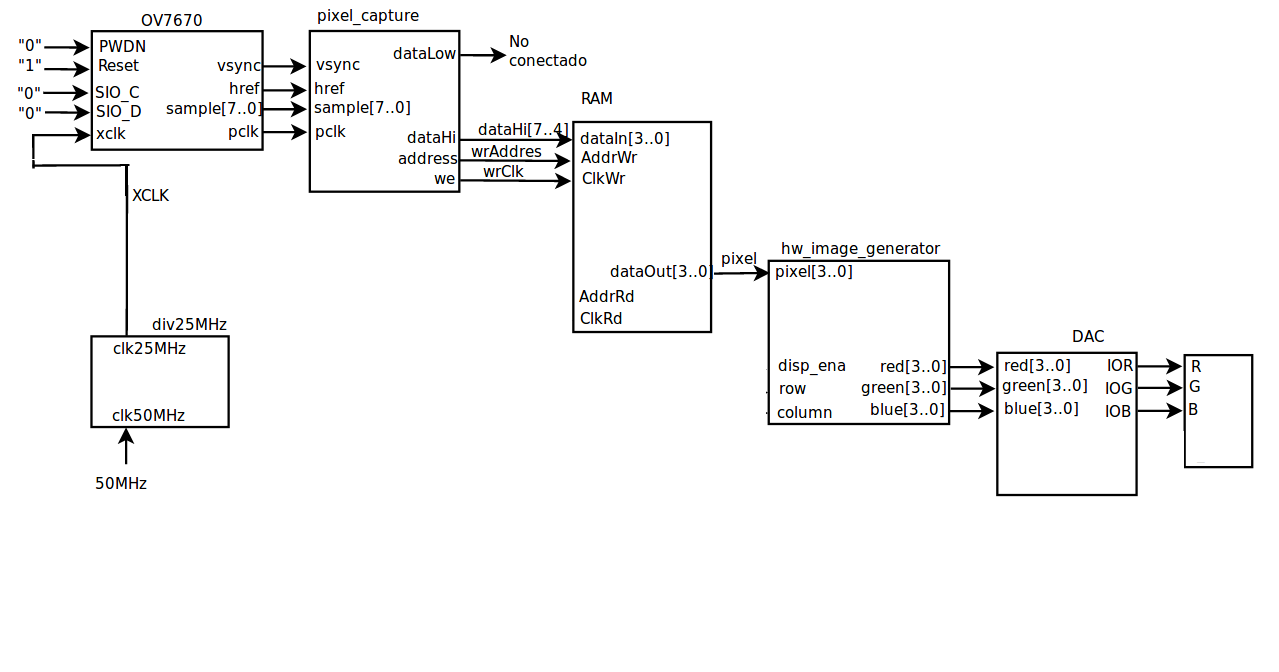 OV7670
"0"
PWDN
"1"
Reset
"0"
SIO_C
"0"
SIO_D
xclk
vsync
href
sample[7..0]
pclk
pixel_capture
vsync
href
sample[7..0]
pclk
dataLow
dataHi
address
we
No
conectado
dataHi[7..4]
wrAddres
wrClk
RAM
dataIn[3..0]
AddrWr
ClkWr
dataOut[3..0]
AddrRd
ClkRd
XCLK
div25MHz
clk25MHz
clk50MHz
50MHz
pixel
hw_image_generator
pixel[3..0]
disp_ena
row
column
red[3..0]
green[3..0]
blue[3..0]
DAC
red[3..0]
green[3..0]
blue[3..0]
IOR
IOG
IOB
R
G
B